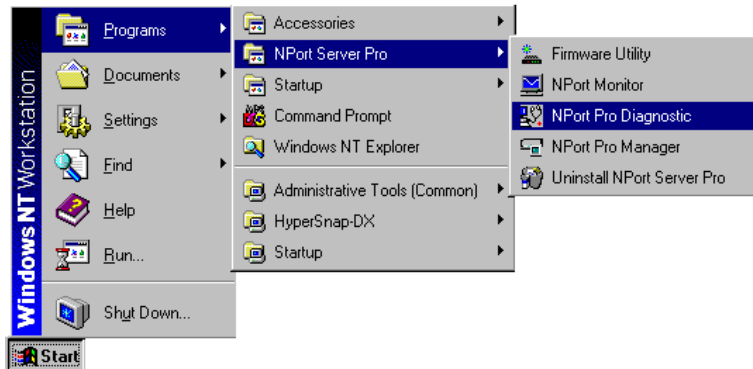 Windows NT Workstation
Programs
Documents
Settings
Find
Help
Run...
Shut Down...
Start
Accessories
NPort Server Pro
Startup
Command Prompt
Windows NT Explorer
Administrative Tools (Common)
HyperSnap-DX
Startup
Firmware Utility
NPort Monitor
NPort Pro Diagnostic
NPort Pro Manager
Uninstall NPort Server Pro